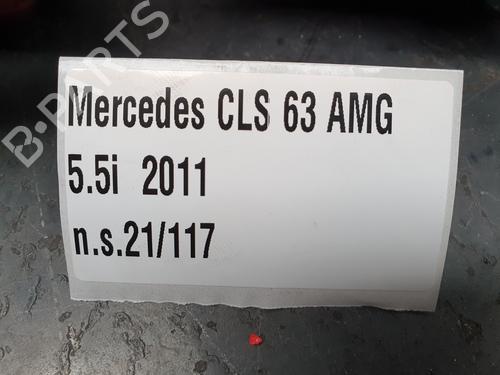 B-PARTS
Mercedes CLS 63 AMG
5.5i 2011
n.s.21/117